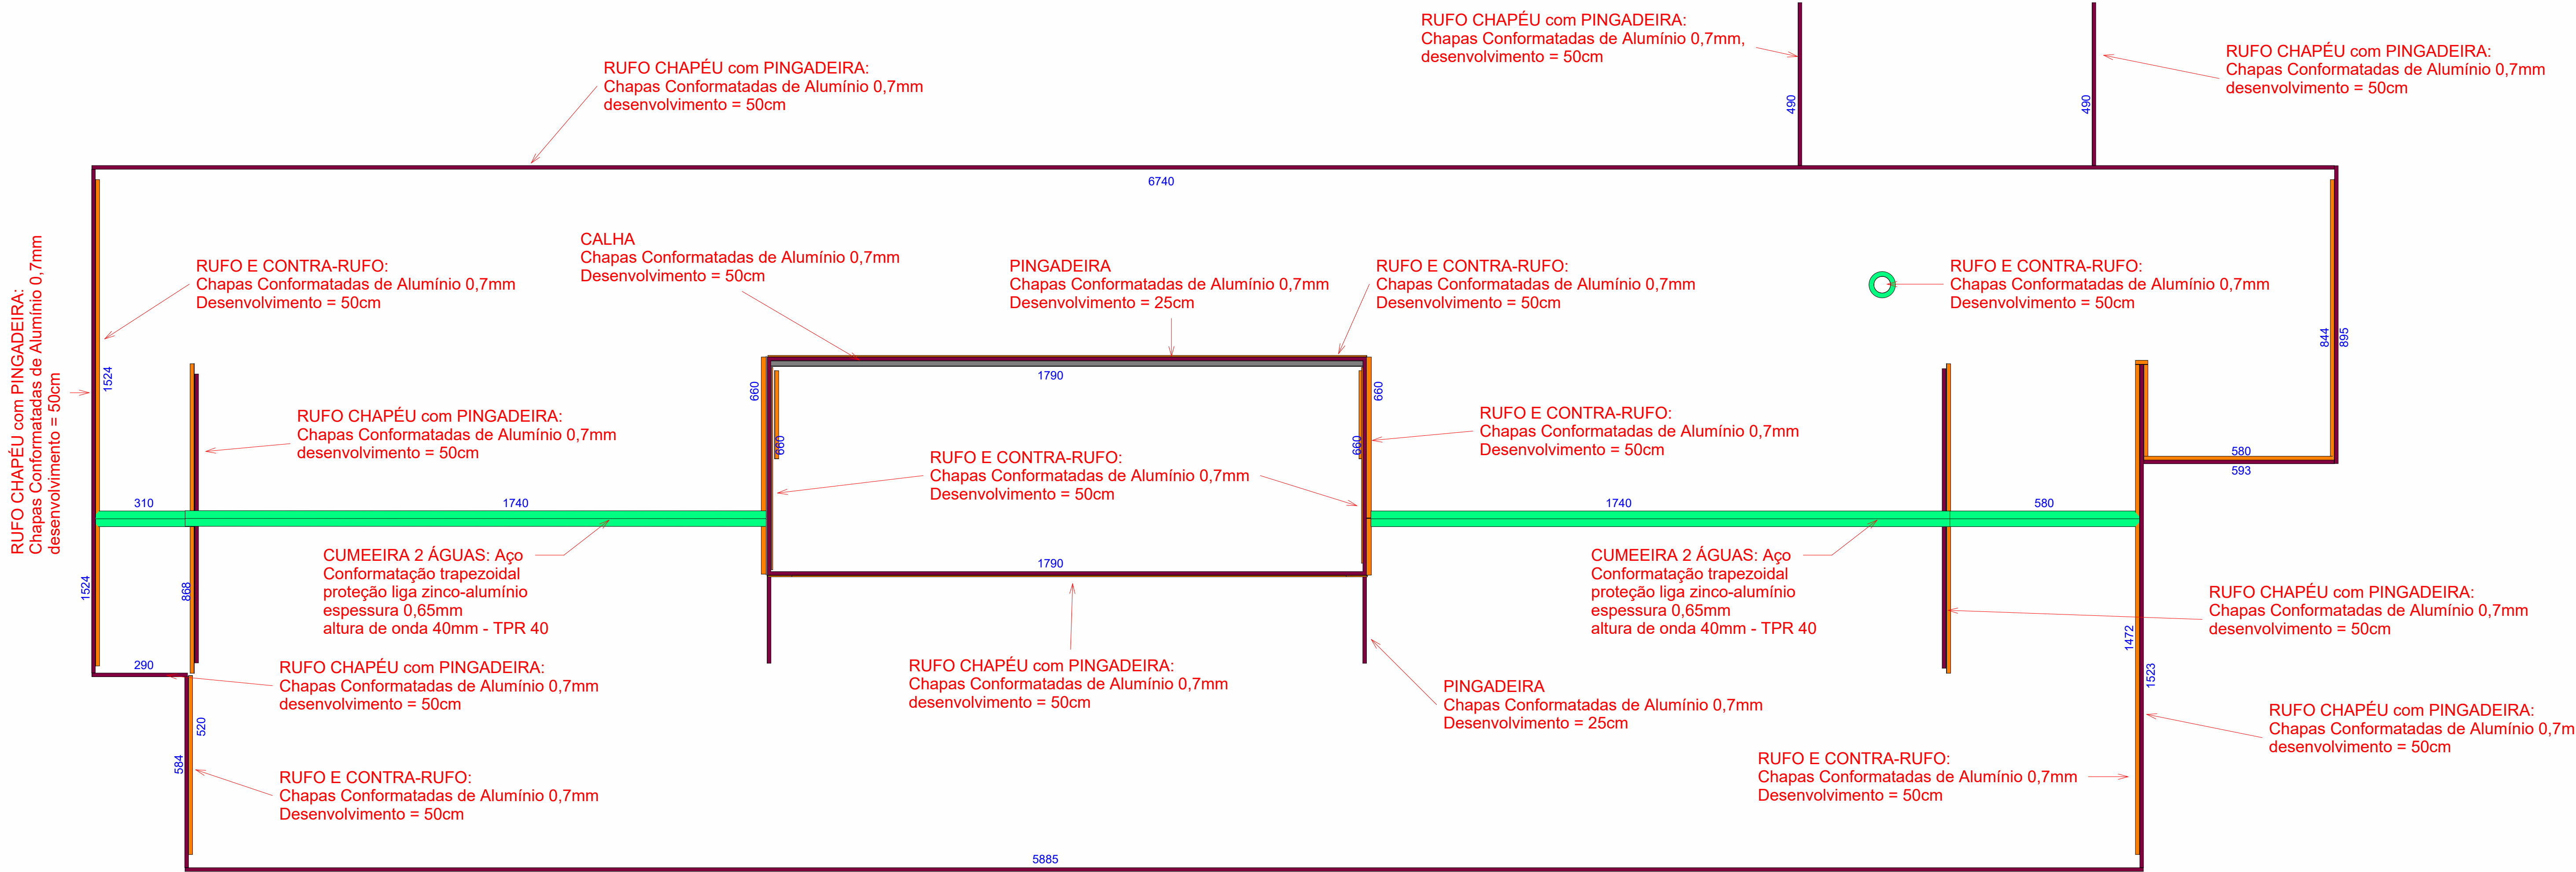 RUFO CHAPÉU com PINGADEIRA:
Chapas Conformatadas de Alumínio 0,7mm,
desenvolvimento = 50cm
RUFO CHAPÉU com PINGADEIRA:
Chapas Conformatadas de Alumínio 0,7mm
desenvolvimento = 50cm
RUFO CHAPÉU com PINGADEIRA:
Chapas Conformatadas de Alumínio 0,7mm
desenvolvimento = 50cm
490
490
6740
RUFO CHAPÉU com PINGADEIRA:
Chapas Conformatadas de Alumínio 0,7mm
desenvolvimento = 50cm
RUFO E CONTRA-RUFO:
Chapas Conformatadas de Alumínio 0,7mm
Desenvolvimento = 50cm
CALHA
Chapas Conformatadas de Alumínio 0,7mm
Desenvolvimento = 50cm
PINGADEIRA
Chapas Conformatadas de Alumínio 0,7mm
Desenvolvimento = 25cm
RUFO E CONTRA-RUFO:
Chapas Conformatadas de Alumínio 0,7mm
Desenvolvimento = 50cm
RUFO E CONTRA-RUFO:
Chapas Conformatadas de Alumínio 0,7mm
Desenvolvimento = 50cm
844
895
1524
660
1790
660
RUFO CHAPÉU com PINGADEIRA:
Chapas Conformatadas de Alumínio 0,7mm
desenvolvimento = 50cm
660
660
RUFO E CONTRA-RUFO:
Chapas Conformatadas de Alumínio 0,7mm
Desenvolvimento = 50cm
RUFO E CONTRA-RUFO:
Chapas Conformatadas de Alumínio 0,7mm
Desenvolvimento = 50cm
580
593
310
1740
1740
580
CUMEEIRA 2 ÁGUAS: Aço
Conformatação trapezoidal
proteção liga zinco-alumínio
espessura 0,65mm
altura de onda 40mm - TPR 40
1790
CUMEEIRA 2 ÁGUAS: Aço
Conformatação trapezoidal
proteção liga zinco-alumínio
espessura 0,65mm
altura de onda 40mm - TPR 40
1524
868
RUFO CHAPÉU com PINGADEIRA:
Chapas Conformatadas de Alumínio 0,7mm
desenvolvimento = 50cm
1472
1523
290
RUFO CHAPÉU com PINGADEIRA:
Chapas Conformatadas de Alumínio 0,7mm
desenvolvimento = 50cm
RUFO CHAPÉU com PINGADEIRA:
Chapas Conformatadas de Alumínio 0,7mm
desenvolvimento = 50cm
PINGADEIRA
Chapas Conformatadas de Alumínio 0,7mm
Desenvolvimento = 25cm
RUFO CHAPÉU com PINGADEIRA:
Chapas Conformatadas de Alumínio 0,7m
desenvolvimento = 50cm
520
584
RUFO E CONTRA-RUFO:
Chapas Conformatadas de Alumínio 0,7mm
Desenvolvimento = 50cm
RUFO E CONTRA-RUFO:
Chapas Conformatadas de Alumínio 0,7mm
Desenvolvimento = 50cm
5885